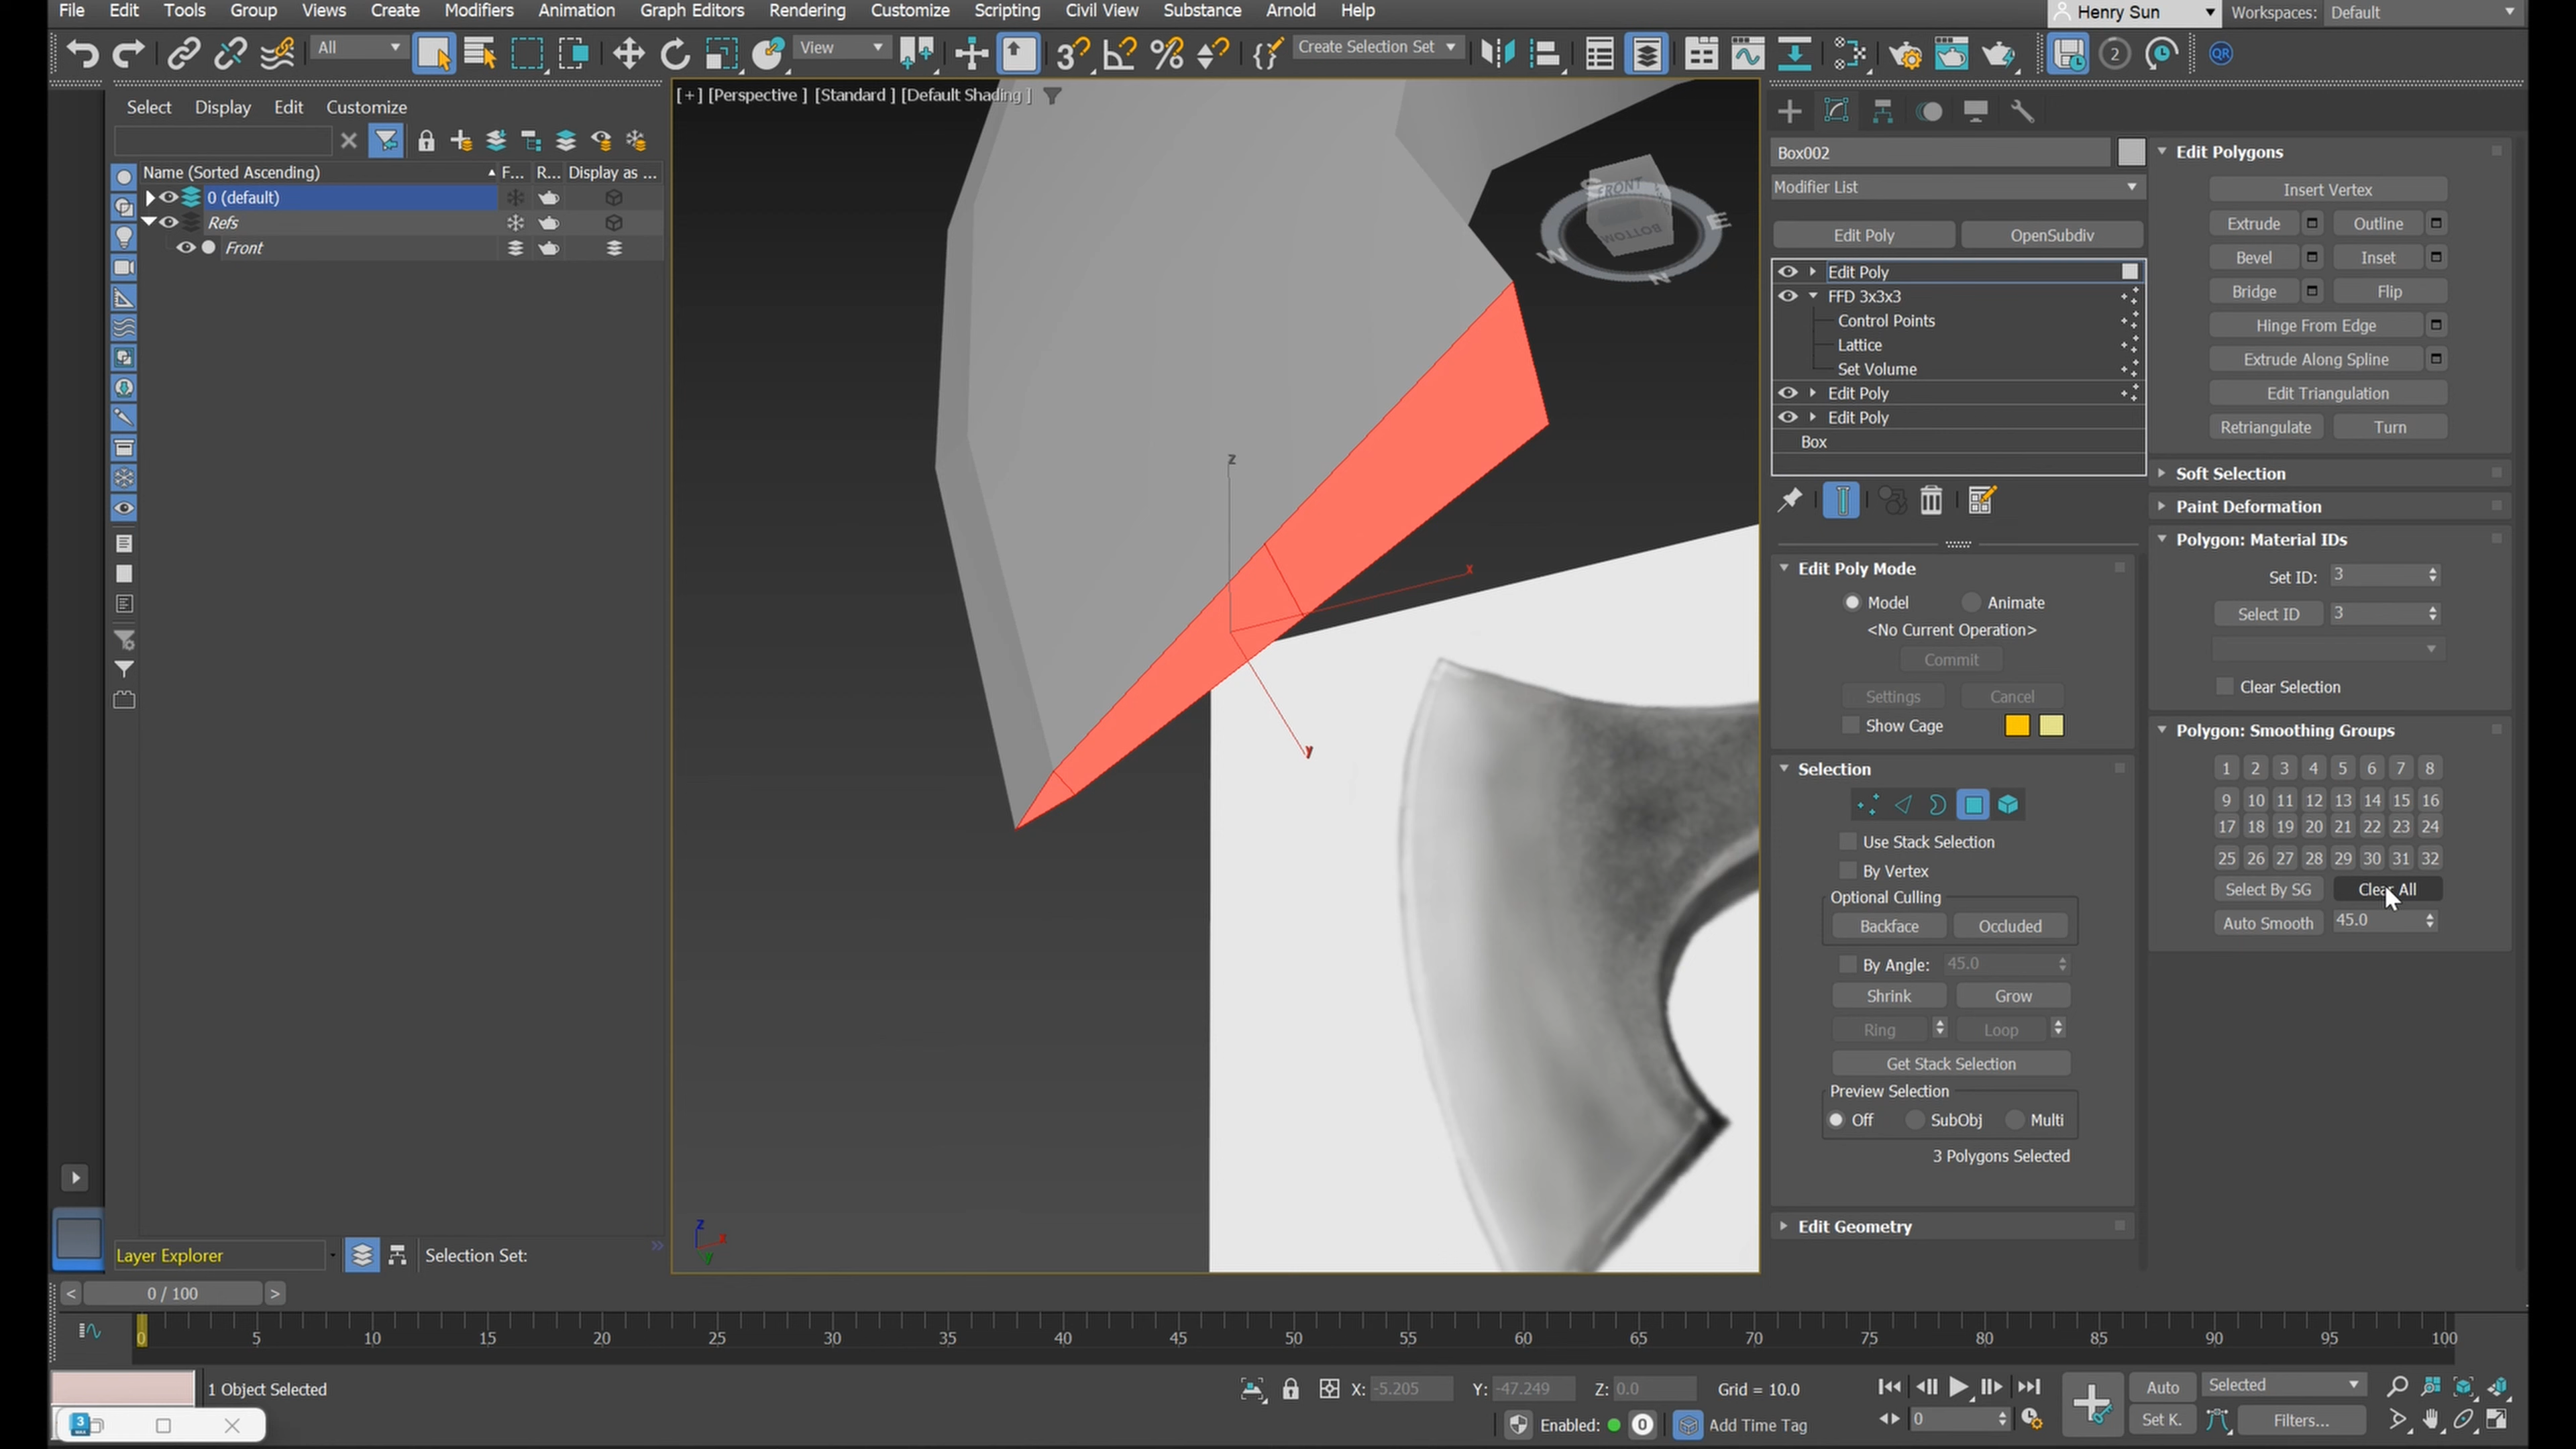 File Edit Tools Group Views Create Modifiers Animation Graph Editors Rendering Customize Scripting Civil View Substance Arnold Help
Henry Sun Workspaces: Default
All View Create Selection Set 2 QR
Select Display Edit Customize
Name (Sorted Ascending) F... R... Display as ...
0 (default)
Refs
Front
[ + ] [Perspective ] [Standard ] [Default Shading ]
FRONT
BOTTOM
S
W
E
N
z
x
y
z
x
y
Box002
Modifier List
Edit Poly OpenSubdiv
Edit Poly
FFD 3x3x3
Control Points
Lattice
Set Volume
Edit Poly
Edit Poly
Box
Edit Poly Mode
Model Animate
<No Current Operation>
Commit
Settings Cancel
Show Cage
Selection
Use Stack Selection
By Vertex
Optional Culling
Backface Occluded
By Angle: 45.0
Shrink Grow
Ring Loop
Get Stack Selection
Preview Selection
Off SubObj Multi
3 Polygons Selected
Edit Geometry
Edit Polygons
Insert Vertex
Extrude Outline
Bevel Inset
Bridge Flip
Hinge From Edge
Extrude Along Spline
Edit Triangulation
Retriangulate Turn
Soft Selection
Paint Deformation
Polygon: Material IDs
Set ID: 3
Select ID 3
Clear Selection
Polygon: Smoothing Groups
1 2 3 4 5 6 7 8
9 10 11 12 13 14 15 16
17 18 19 20 21 22 23 24
25 26 27 28 29 30 31 32
Select By SG Clear All
Auto Smooth 45.0
Layer Explorer Selection Set:
< 0 / 100 >
0 5 10 15 20 25 30 35 40 45 50 55 60 65 70 75 80 85 90 95 100
1 Object Selected X: -5.205 Y: -47.249 Z: 0.0 Grid = 10.0 Auto Selected
Enabled: 0 Add Time Tag 0 Set K. Filters...